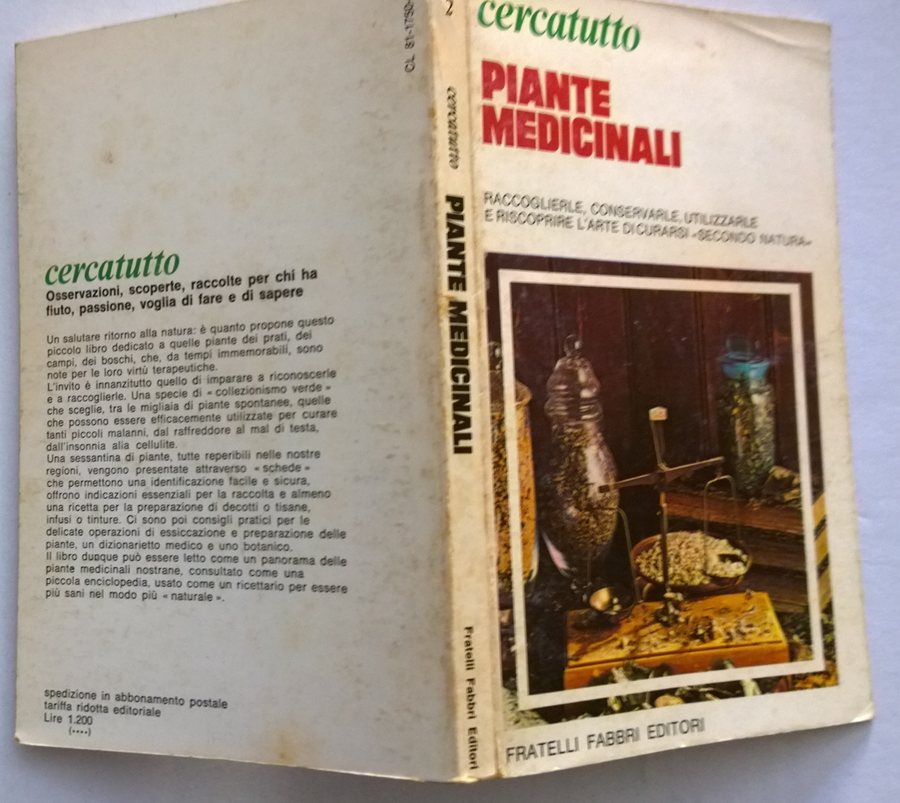 cercatutto
Osservazioni, scoperte, raccolte per chi ha
fiuto, passione, voglia di fare e di sapere
Un salutare ritorno alla natura: è quanto propone questo
piccolo libro dedicato a quelle piante dei prati, dei
campi, dei boschi, che, da tempi immemorabili, sono
note per le loro virtù terapeutiche.
L'invito è innanzitutto quello di imparare a riconoscerle
e a raccoglierle. Una specie di « collezionismo verde »
che sceglie, tra le migliaia di piante spontanee, quelle
che possono essere efficacemente utilizzate per curare
tanti piccoli malanni, dal raffreddore al mal di testa,
dall'insonnia alla cellulite.
Una sessantina di piante, tutte reperibili nelle nostre
regioni, vengono presentate attraverso « schede »
che permettono una identificazione facile e sicura,
offrono indicazioni essenziali per la raccolta e almeno
una ricetta per la preparazione di decotti o tisane,
infusi o tinture. Ci sono poi consigli pratici per le
delicate operazioni di essiccazione e preparazione delle
piante, un dizionarietto medico e uno botanico.
Il libro dunque può essere letto come un panorama delle
piante medicinali nostrane, consultato come una
piccola enciclopedia, usato come un ricettario per essere
più sani nel modo più « naturale ».
spedizione in abbonamento postale
tariffa ridotta editoriale
Lire 1.200
(····)
C.L. 81-1750-
2
cercatutto
PIANTE MEDICINALI
Fratelli Fabbri Editori
cercatutto
PIANTE
MEDICINALI
RACCOGLIERLE, CONSERVARLE, UTILIZZARLE
E RISCOPRIRE L'ARTE DI CURARSI «SECONDO NATURA»
FRATELLI FABBRI EDITORI